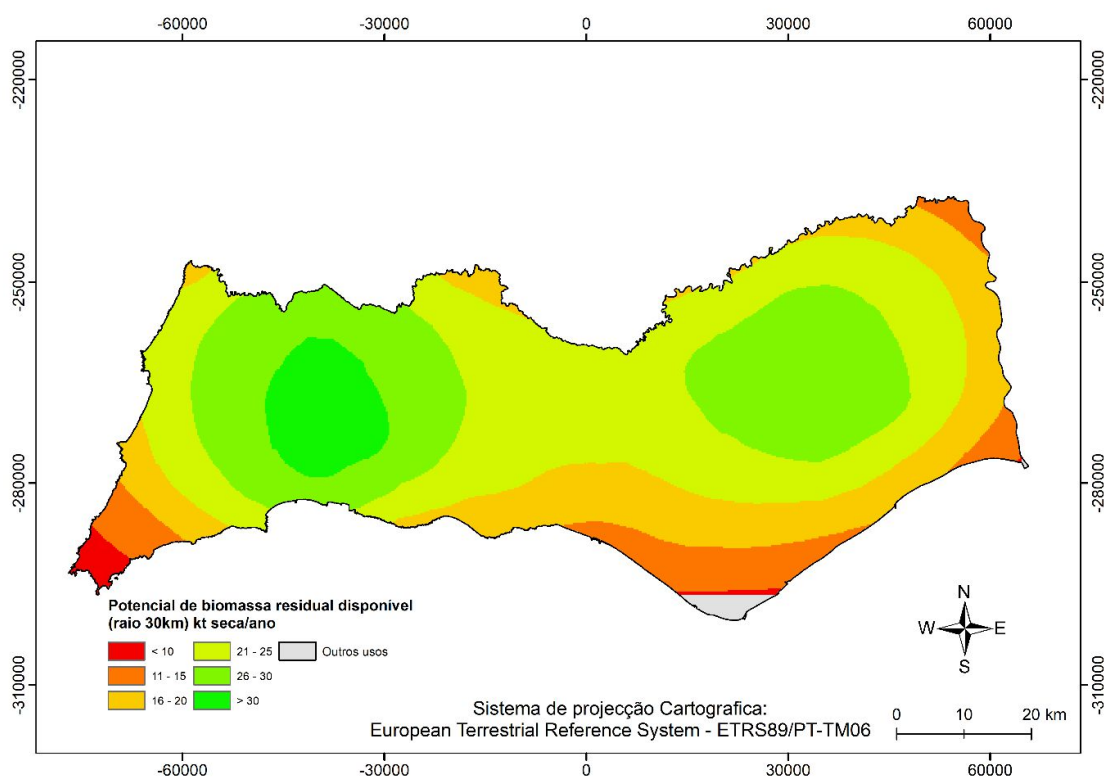 -60000 -30000 0 30000 60000
-220000 -220000
-250000 -250000
-280000 -280000
-310000 -310000
N
W E
S
Potencial de biomassa residual disponível
(raio 30km) kt seca/ano
< 10 21 - 25 Outros usos
11 - 15 26 - 30
16 - 20 > 30
Sistema de projecção Cartografica:
European Terrestrial Reference System - ETRS89/PT-TM06
0 10 20 km
-60000 -30000 0 30000 60000